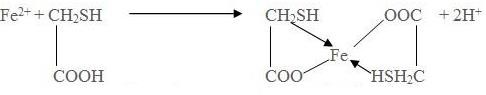 Fe²⁺ + CH₂SH ⟶ CH₂SH OOC + 2H⁺
Fe
COOH COO HSH₂C